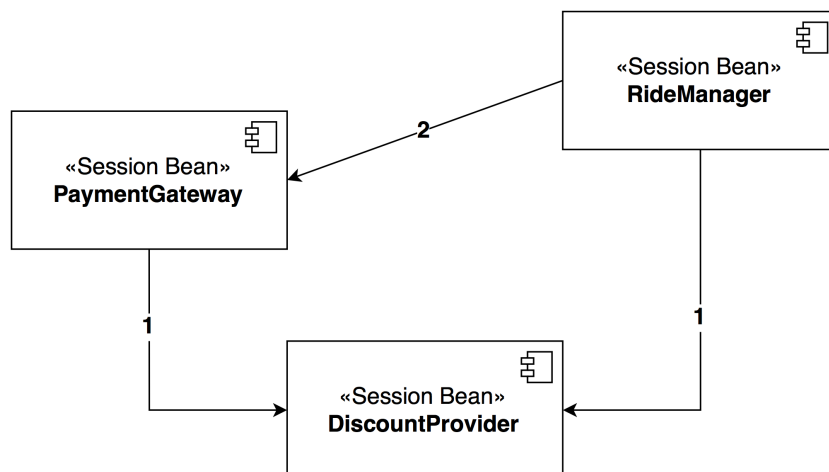 «Session Bean»
RideManager
2
«Session Bean»
PaymentGateway
1
1
«Session Bean»
DiscountProvider